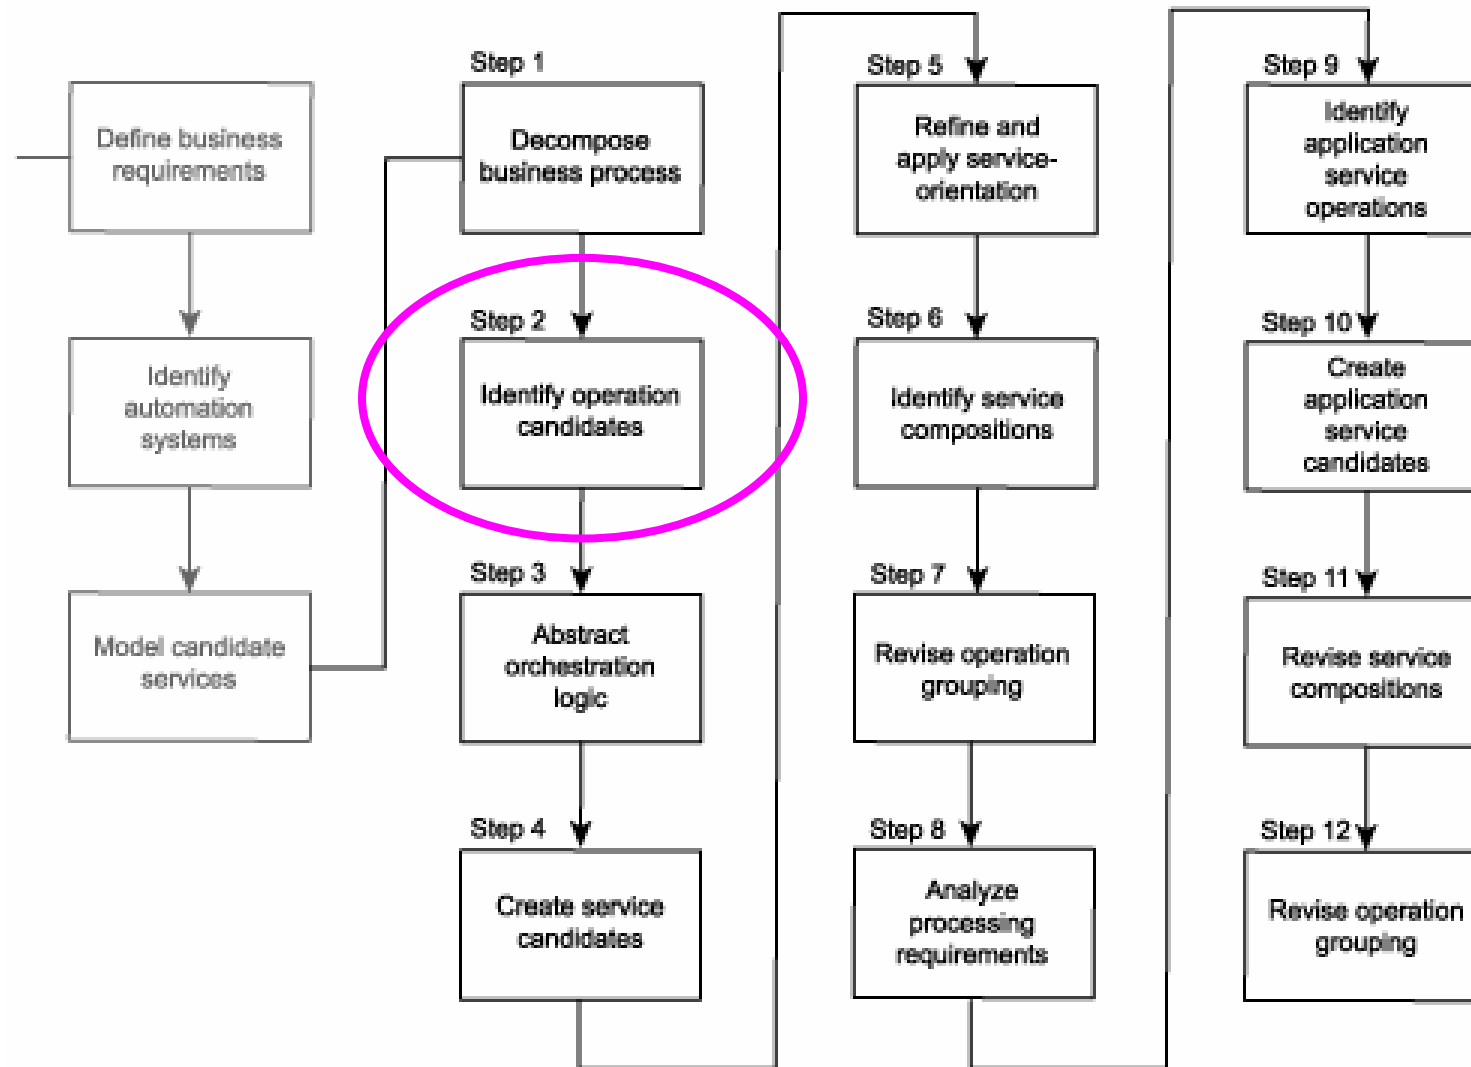 Define business
requirements
Identify
automation
systems
Model candidate
services
Step 1
Decompose
business process
Step 2
Identify operation
candidates
Step 3
Abstract
orchestration
logic
Step 4
Create service
candidates
Step 5
Refine and
apply service-
orientation
Step 6
Identify service
compositions
Step 7
Revise operation
grouping
Step 8
Analyze
processing
requirements
Step 9
Identify
application
service
operations
Step 10
Create
application
service
candidates
Step 11
Revise service
compositions
Step 12
Revise operation
grouping